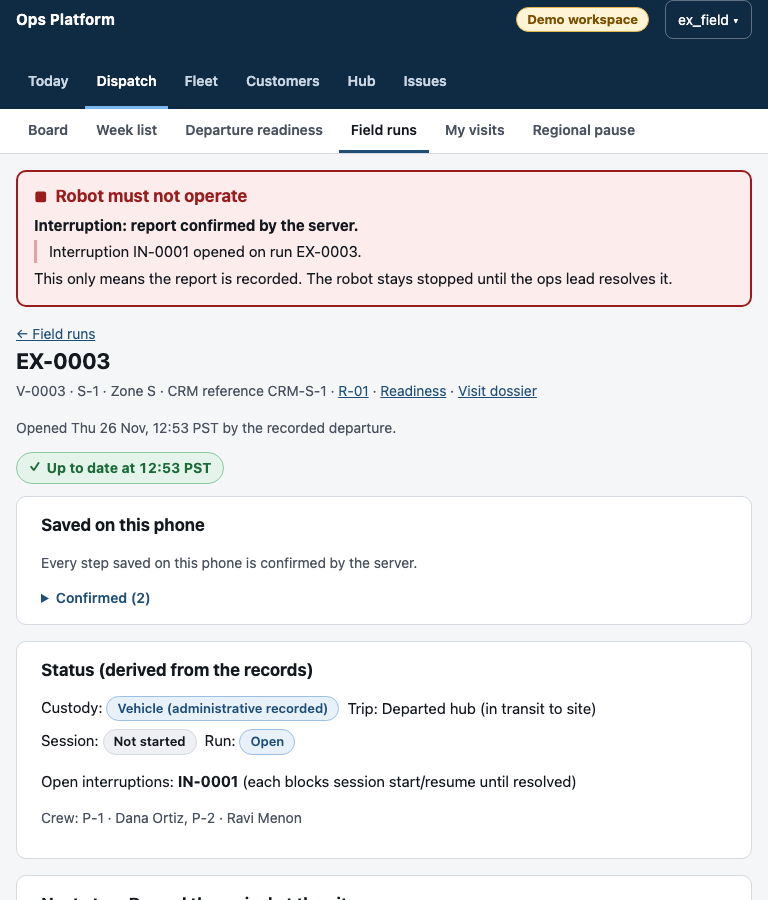 Ops Platform
Demo workspace
ex_field ▾
Today Dispatch Fleet Customers Hub Issues
Board Week list Departure readiness Field runs My visits Regional pause
Robot must not operate
Interruption: report confirmed by the server.
Interruption IN-0001 opened on run EX-0003.
This only means the report is recorded. The robot stays stopped until the ops lead resolves it.
← Field runs
EX-0003
V-0003 · S-1 · Zone S · CRM reference CRM-S-1 · R-01 · Readiness · Visit dossier
Opened Thu 26 Nov, 12:53 PST by the recorded departure.
✓ Up to date at 12:53 PST
Saved on this phone
Every step saved on this phone is confirmed by the server.
▶ Confirmed (2)
Status (derived from the records)
Custody: Vehicle (administrative recorded) Trip: Departed hub (in transit to site)
Session: Not started Run: Open
Open interruptions: IN-0001 (each blocks session start/resume until resolved)
Crew: P-1 · Dana Ortiz, P-2 · Ravi Menon